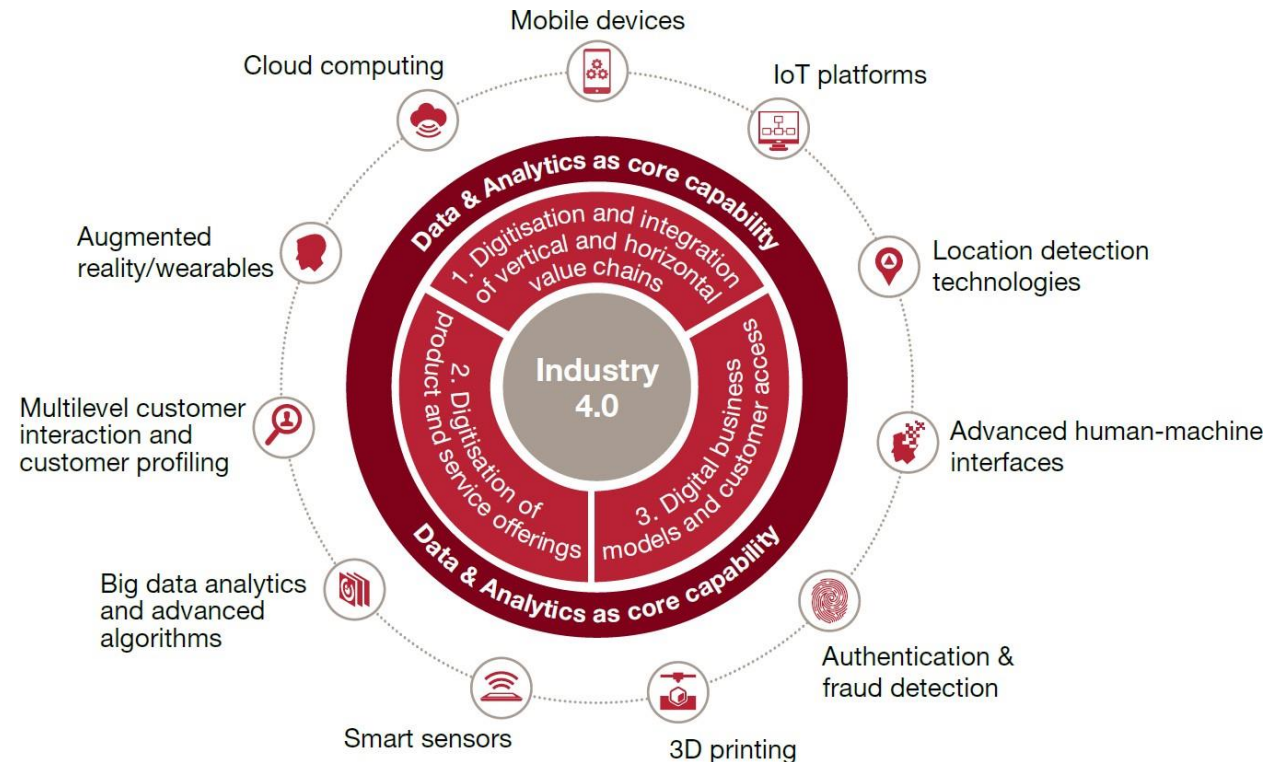 Mobile devices
Cloud computing
IoT platforms
Data & Analytics as core capability
1. Digitisation and integration
of vertical and horizontal
value chains
Augmented
reality/wearables
Location detection
technologies
Industry
4.0
2. Digitisation of
product and service offerings
3. Digital business
models and customer access
Multilevel customer
interaction and
customer profiling
Advanced human-machine
interfaces
Data & Analytics as core capability
Big data analytics
and advanced
algorithms
Authentication &
fraud detection
Smart sensors
3D printing